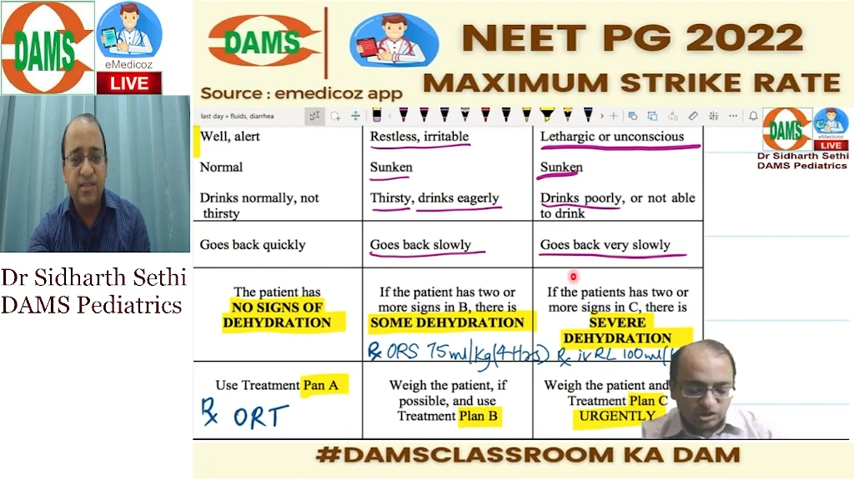 DAMS
eMedicoz
LIVE
DAMS
NEET PG 2022
Source : emedicoz app
MAXIMUM STRIKE RATE
last day = fluids, diarrhea
DAMS
eMedicoz
LIVE
Dr Sidharth Sethi
DAMS Pediatrics
Well, alert
Restless, irritable
Lethargic or unconscious
Normal
Sunken
Sunken
Drinks normally, not
thirsty
Thirsty, drinks eagerly
Drinks poorly, or not able
to drink
Goes back quickly
Goes back slowly
Goes back very slowly
The patient has
NO SIGNS OF
DEHYDRATION
If the patient has two or
more signs in B, there is
SOME DEHYDRATION
If the patients has two or
more signs in C, there is
SEVERE
DEHYDRATION
℞ ORS 75ml/kg(4Hrs)
℞ iv RL 100ml/
Use Treatment Pan A
℞ ORT
Weigh the patient, if
possible, and use
Treatment Plan B
Weigh the patient and
Treatment Plan C
URGENTLY
Dr Sidharth Sethi
DAMS Pediatrics
#DAMSCLASSROOM KA DAM